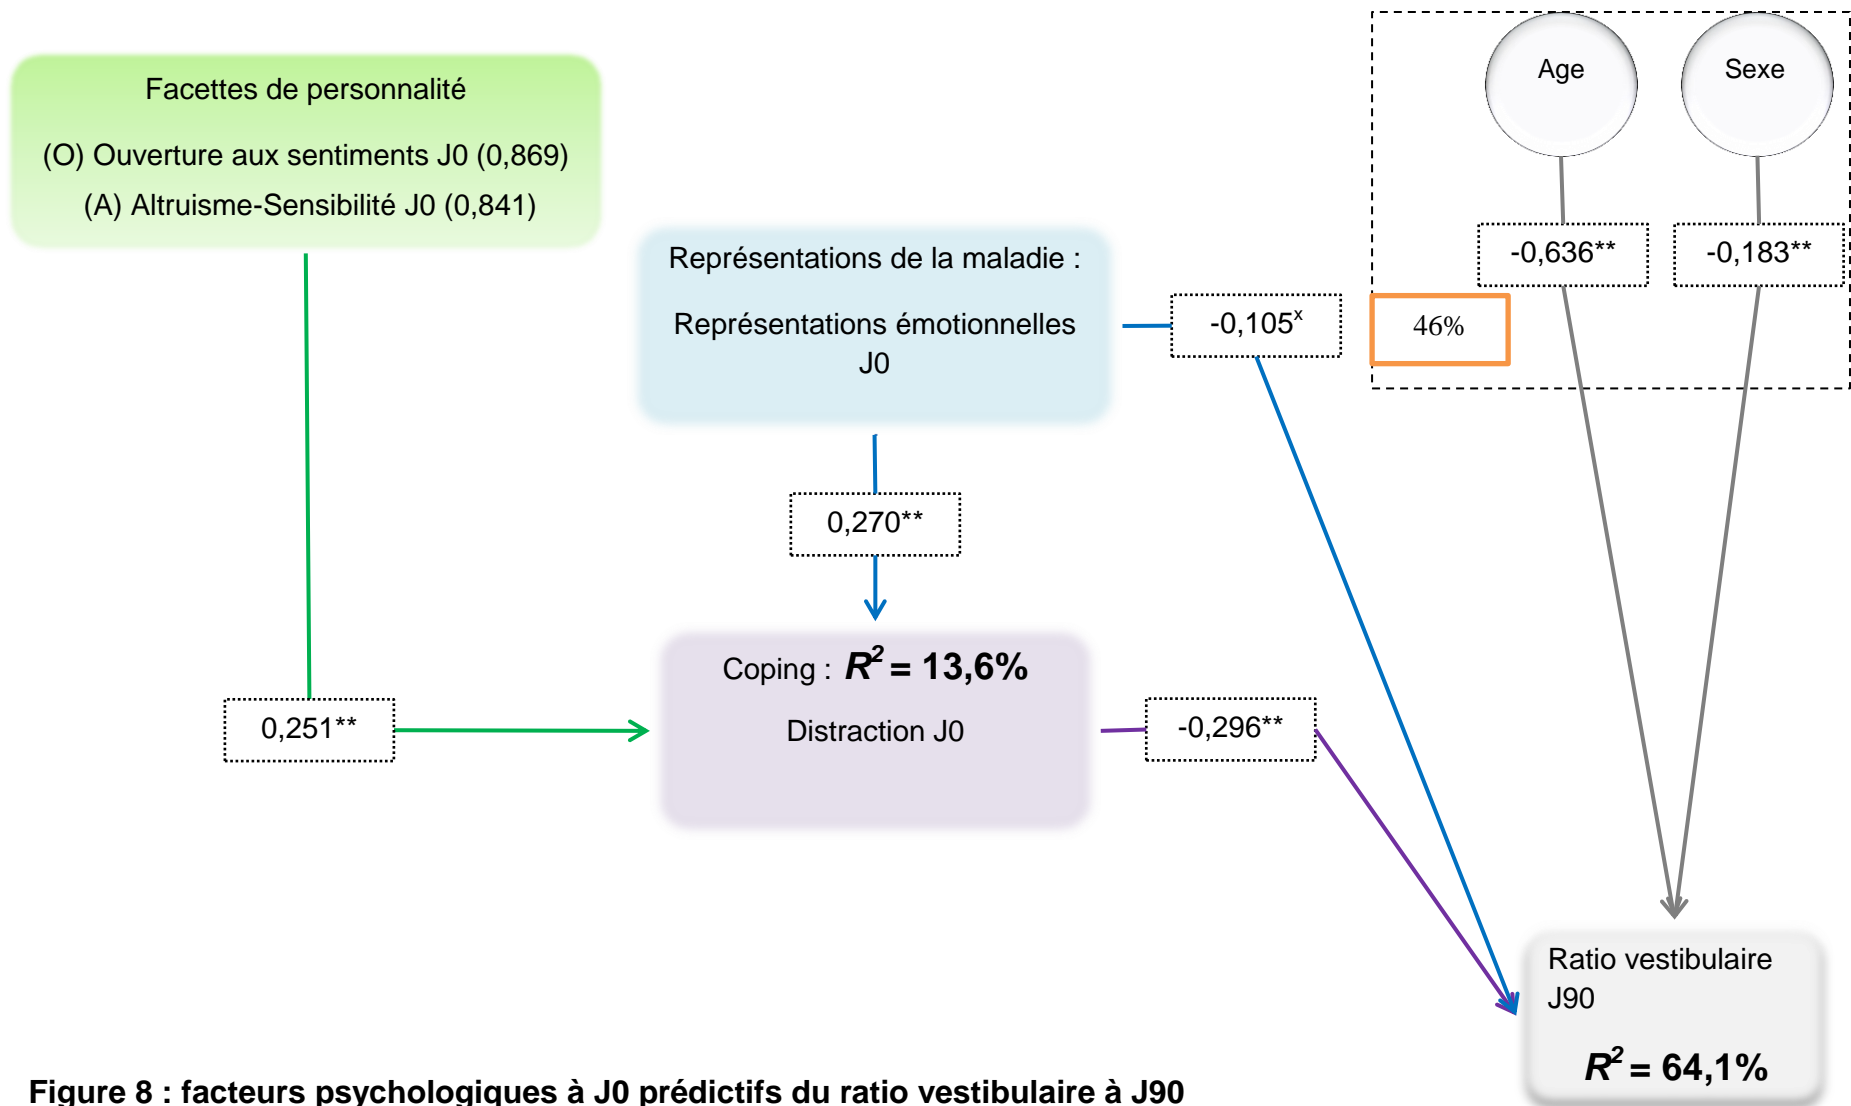 Facettes de personnalité
(O) Ouverture aux sentiments J0 (0,869)
(A) Altruisme-Sensibilité J0 (0,841)
Age
Sexe
-0,636**
-0,183**
Représentations de la maladie :
Représentations émotionnelles
J0
-0,105ˣ
46%
0,270**
Coping : R² = 13,6%
Distraction J0
0,251**
-0,296**
Ratio vestibulaire
J90
R² = 64,1%
Figure 8 : facteurs psychologiques à J0 prédictifs du ratio vestibulaire à J90